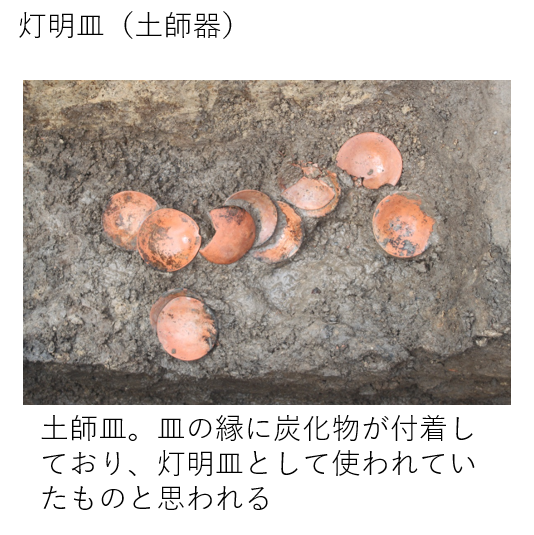 灯明皿（土師器）
土師皿。皿の縁に炭化物が付着し
ており、灯明皿として使われてい
たものと思われる